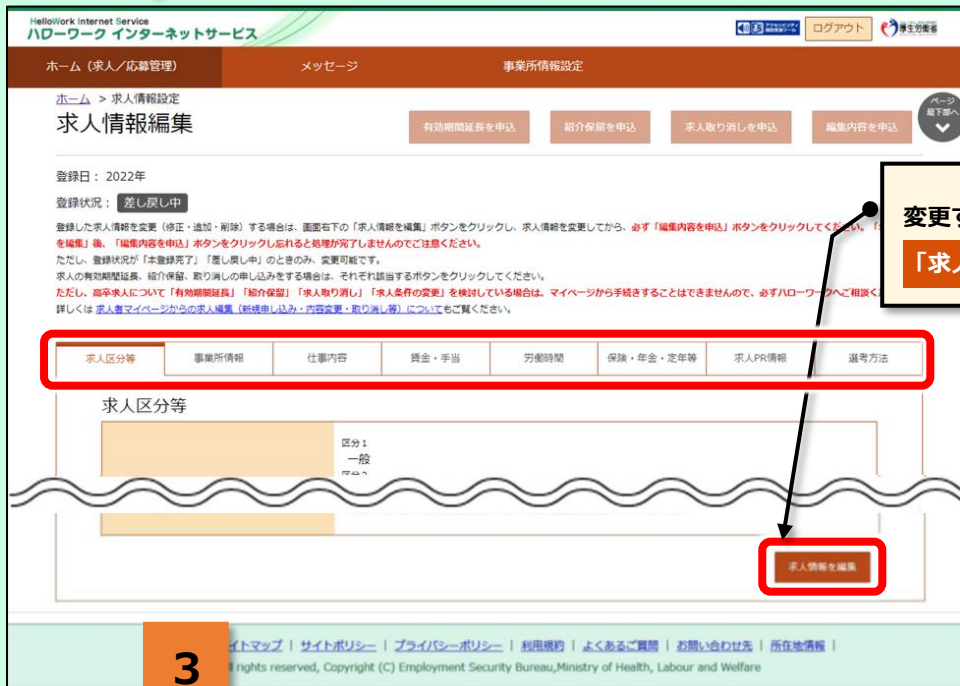 HelloWork Internet Service
ハローワーク インターネットサービス
ログアウト
厚生労働省
ホーム（求人／応募管理）
メッセージ
事業所情報設定
ホーム > 求人情報設定
求人情報編集
有効期間延長を申込
紹介保留を申込
求人取り消しを申込
編集内容を申込
ページ
最下部へ
登録日： 2022年
登録状況： 差し戻し中
登録した求人情報を変更（修正・追加・削除）する場合は、画面右下の「求人情報を編集」ボタンをクリックし、求人情報を変更してから、必ず「編集内容を申込」ボタンをクリックしてください。「
を編集」後、「編集内容を申込」ボタンをクリックし忘れると処理が完了しませんのでご注意ください。
ただし、登録状況が「本登録完了」「差し戻し中」のときのみ、変更可能です。
求人の有効期間延長、紹介保留、取り消しの申し込みをする場合は、それぞれ該当するボタンをクリックしてください。
ただし、高卒求人について「有効期間延長」「紹介保留」「求人取り消し」「求人条件の変更」を検討している場合は、マイページから手続きすることはできませんので、必ずハローワークへご相談く
詳しくは 求人者マイページからの求人編集（新規申し込み・内容変更・取り消し等）についてもご覧ください。
変更す
「求人
求人区分等
事業所情報
仕事内容
賃金・手当
労働時間
保険・年金・定年等
求人PR情報
選考方法
求人区分等
区分1
一般
求人情報を編集
イトマップ | サイトポリシー | プライバシーポリシー | 利用規約 | よくあるご質問 | お問い合わせ先 | 所在地情報 |
3
l rights reserved, Copyright (C) Employment Security Bureau,Ministry of Health, Labour and Welfare